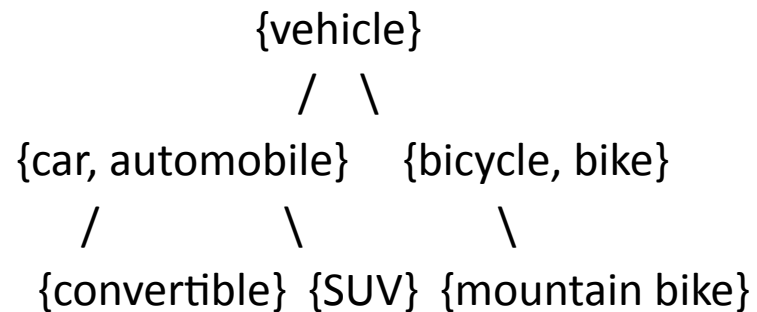 {vehicle}
/ \
{car, automobile} {bicycle, bike}
/ \ \
{convertible} {SUV} {mountain bike}